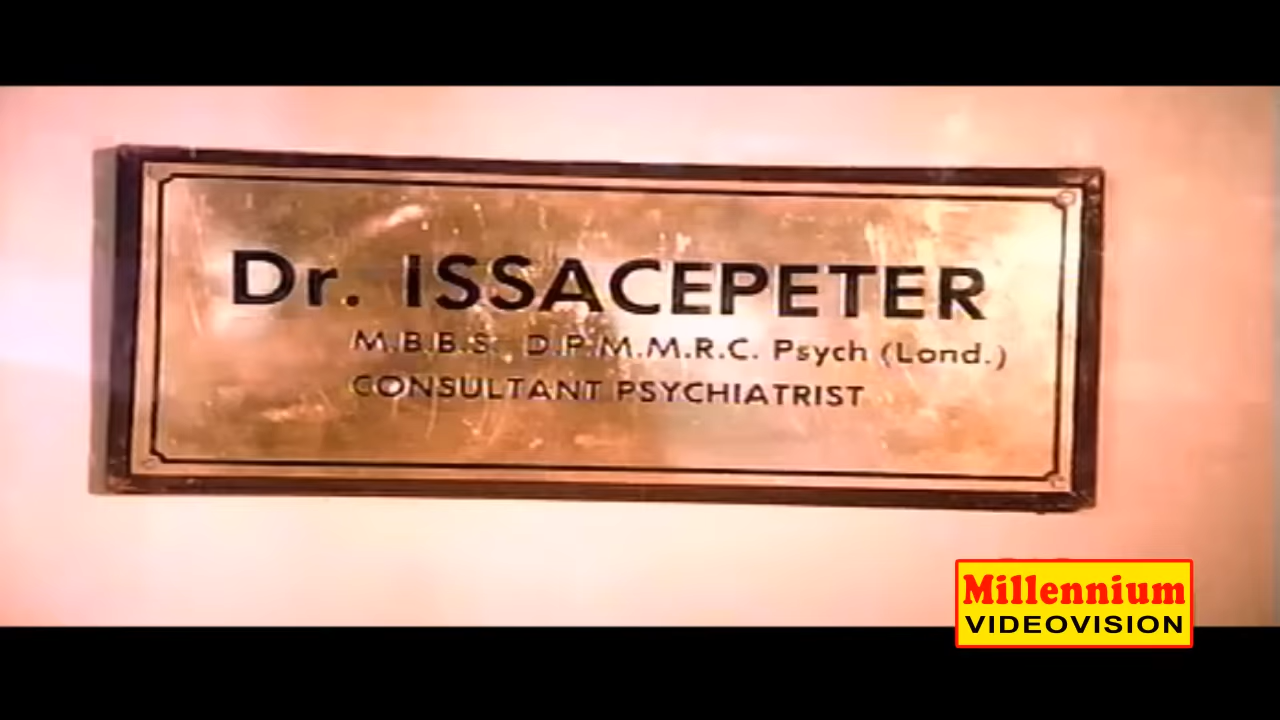 Dr. ISSACEPETER
M.B.B.S. D.P.M.M.R.C. Psych (Lond.)
CONSULTANT PSYCHIATRIST
Millennium
VIDEOVISION